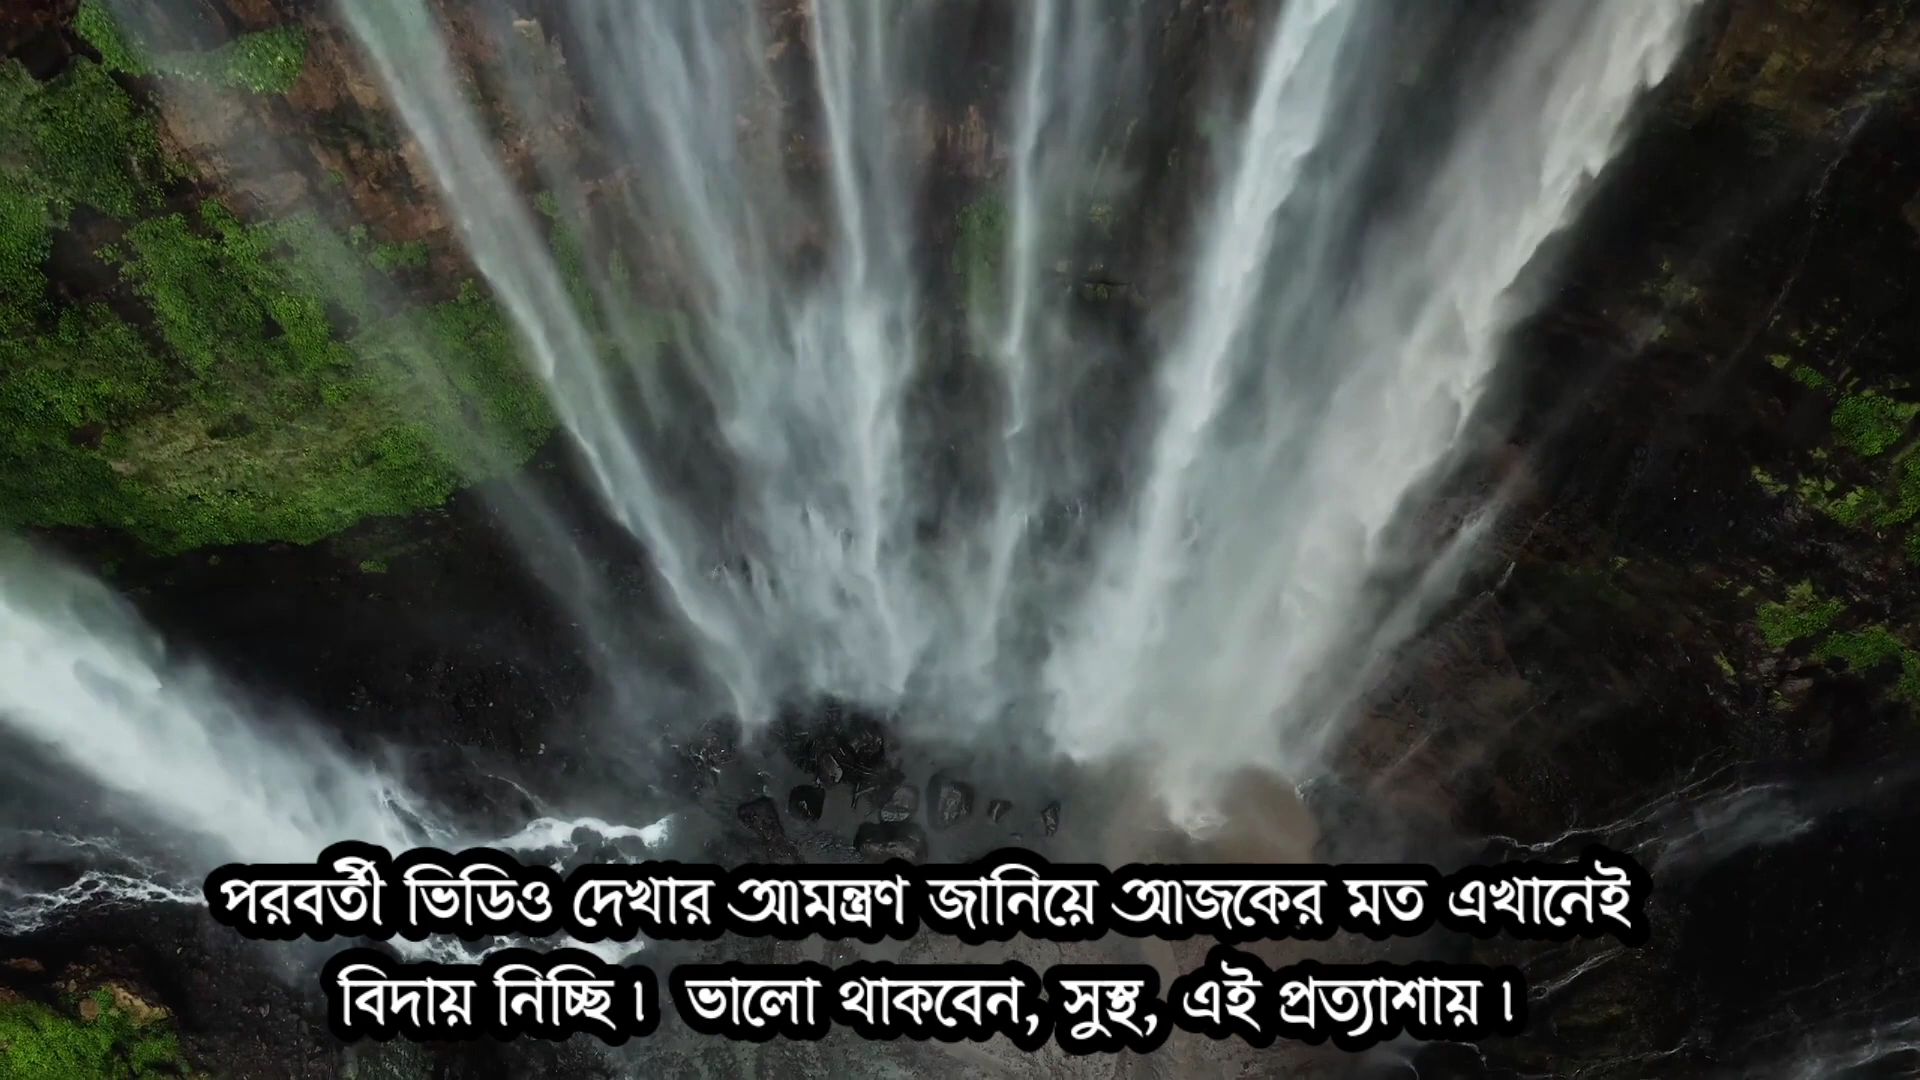 পরবর্তী ভিডিও দেখার আমন্ত্রণ জানিয়ে আজকের মত এখানেই
বিদায় নিচ্ছি। ভালো থাকবেন, সুস্থ, এই প্রত্যাশায়।